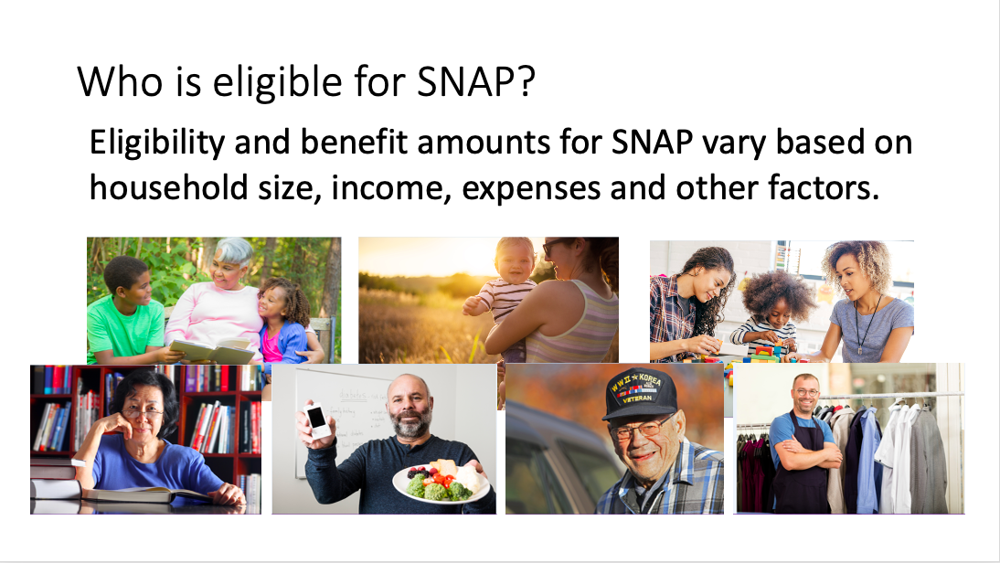 Who is eligible for SNAP?
Eligibility and benefit amounts for SNAP vary based on
household size, income, expenses and other factors.
diabetes
WWII ★ KOREA
VETERAN